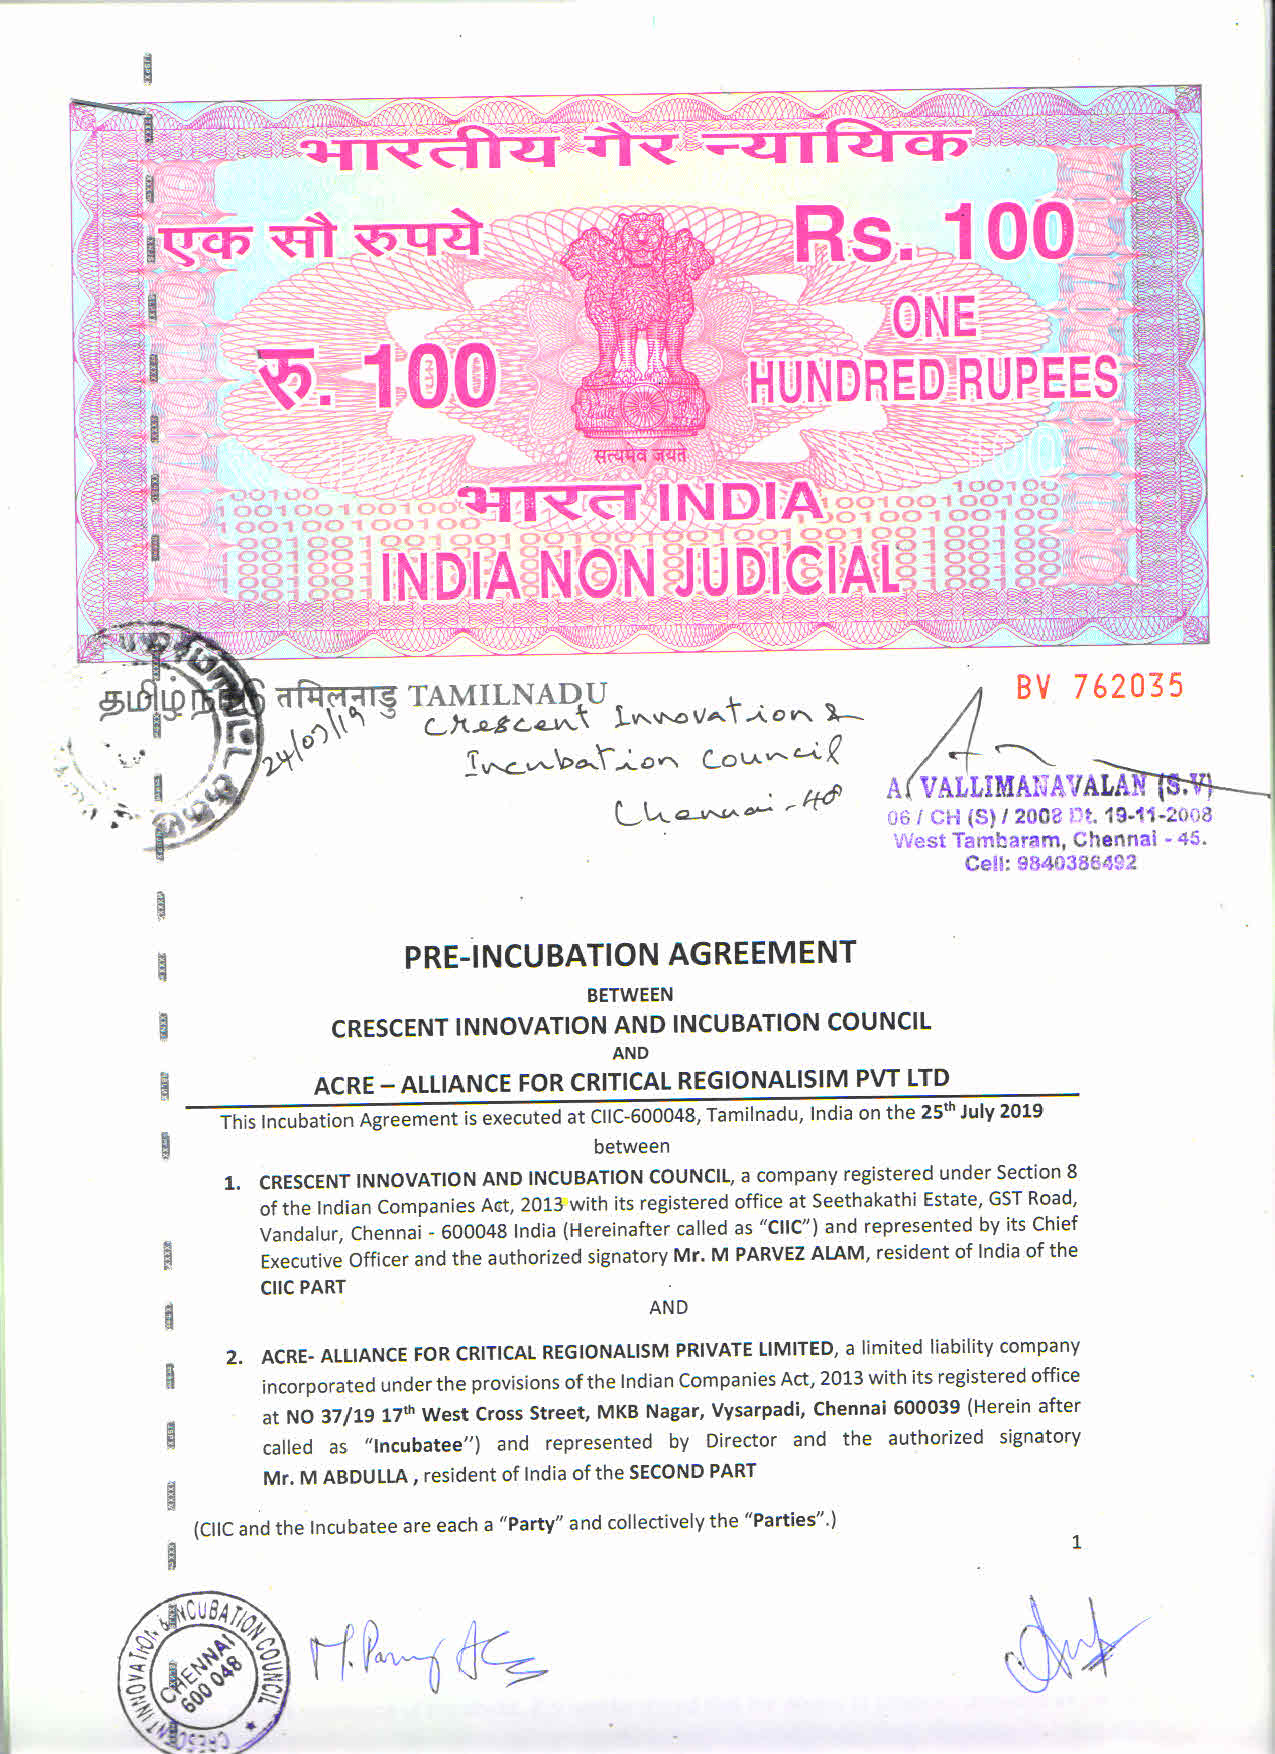 भारतीय गैर न्यायिक
एक सौ रुपये
Rs. 100
रु. 100
ONE
HUNDRED RUPEES
सत्यमेव जयते
भारत INDIA
INDIA NON JUDICIAL
தமிழ்நாடு तमिलनाडु TAMILNADU
BV 762035
24/07/19
Crescent Innovation &
Incubation Council
Chennai-48
A. VALLIMANAVALAN (S.V)
06 / CH (S) / 2008 Dt. 19-11-2008
West Tambaram, Chennai - 45.
Cell: 9840386492
PRE-INCUBATION AGREEMENT
BETWEEN
CRESCENT INNOVATION AND INCUBATION COUNCIL
AND
ACRE – ALLIANCE FOR CRITICAL REGIONALISIM PVT LTD
This Incubation Agreement is executed at CIIC-600048, Tamilnadu, India on the 25th July 2019
between
1. CRESCENT INNOVATION AND INCUBATION COUNCIL, a company registered under Section 8
of the Indian Companies Act, 2013 with its registered office at Seethakathi Estate, GST Road,
Vandalur, Chennai - 600048 India (Hereinafter called as “CIIC”) and represented by its Chief
Executive Officer and the authorized signatory Mr. M PARVEZ ALAM, resident of India of the
CIIC PART
AND
2. ACRE- ALLIANCE FOR CRITICAL REGIONALISM PRIVATE LIMITED, a limited liability company
incorporated under the provisions of the Indian Companies Act, 2013 with its registered office
at NO 37/19 17th West Cross Street, MKB Nagar, Vysarpadi, Chennai 600039 (Herein after
called as “Incubatee”) and represented by Director and the authorized signatory
Mr. M ABDULLA , resident of India of the SECOND PART
(CIIC and the Incubatee are each a “Party” and collectively the “Parties”.)
1
CRESCENT INNOVATION & INCUBATION COUNCIL
CHENNAI
600 048